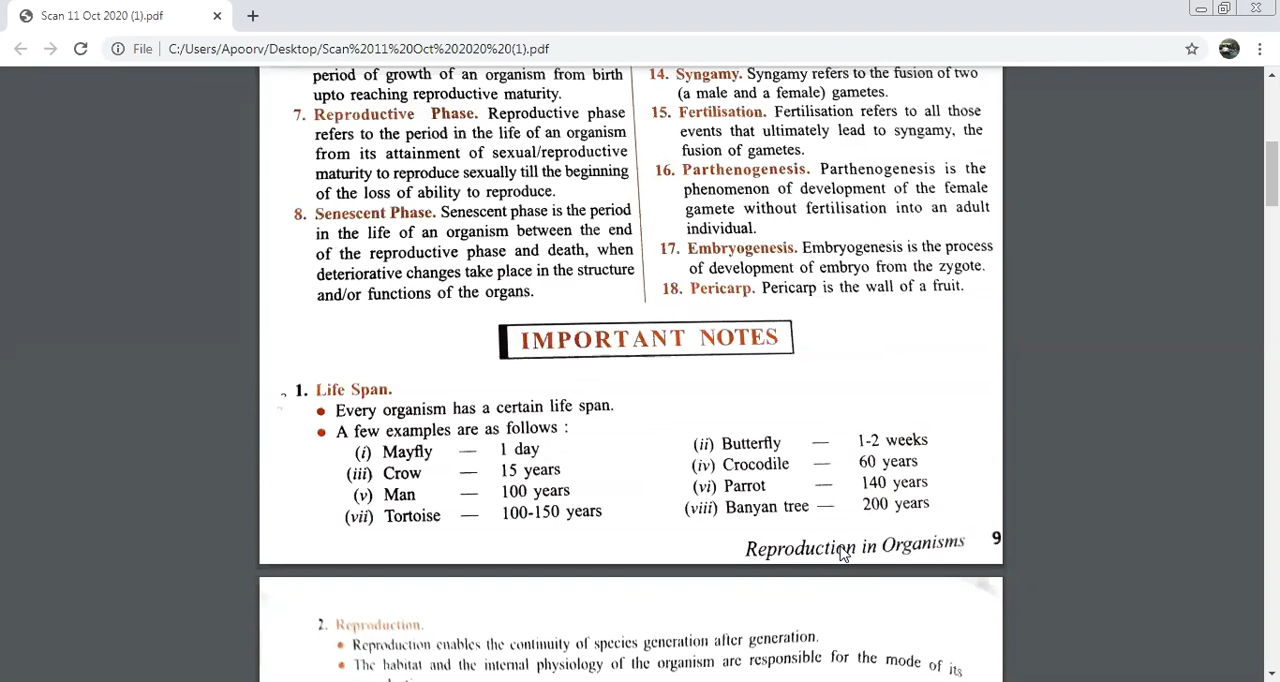 Scan 11 Oct 2020 (1).pdf
File
C:/Users/Apoorv/Desktop/Scan%2011%20Oct%202020%20(1).pdf
period of growth of an organism from birth
upto reaching reproductive maturity.
7. Reproductive Phase. Reproductive phase
refers to the period in the life of an organism
from its attainment of sexual/reproductive
maturity to reproduce sexually till the beginning
of the loss of ability to reproduce.
8. Senescent Phase. Senescent phase is the period
in the life of an organism between the end
of the reproductive phase and death, when
deteriorative changes take place in the structure
and/or functions of the organs.
14. Syngamy. Syngamy refers to the fusion of two
(a male and a female) gametes.
15. Fertilisation. Fertilisation refers to all those
events that ultimately lead to syngamy, the
fusion of gametes.
16. Parthenogenesis. Parthenogenesis is the
phenomenon of development of the female
gamete without fertilisation into an adult
individual.
17. Embryogenesis. Embryogenesis is the process
of development of embryo from the zygote.
18. Pericarp. Pericarp is the wall of a fruit.
IMPORTANT NOTES
1. Life Span.
• Every organism has a certain life span.
• A few examples are as follows :
(i) Mayfly — 1 day (ii) Butterfly — 1-2 weeks
(iii) Crow — 15 years (iv) Crocodile — 60 years
(v) Man — 100 years (vi) Parrot — 140 years
(vii) Tortoise — 100-150 years (viii) Banyan tree — 200 years
Reproduction in Organisms 9
2. Reproduction.
• Reproduction enables the continuity of species generation after generation.
• The habitat and the internal physiology of the organism are responsible for the mode of its